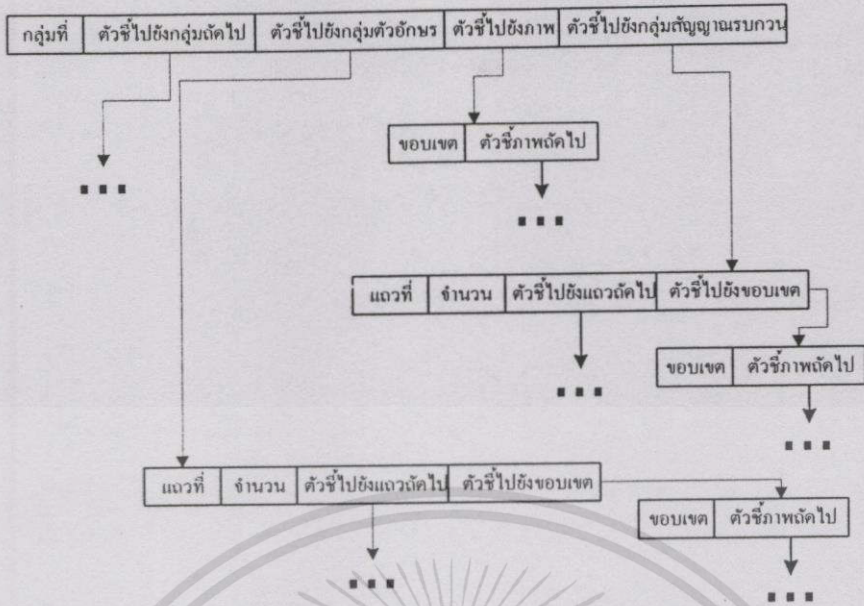 กลุ่มที่ ตัวชี้ไปยังกลุ่มถัดไป ตัวชี้ไปยังกลุ่มตัวอักษร ตัวชี้ไปยังภาพ ตัวชี้ไปยังกลุ่มสัญญาณรบกวน
ขอบเขต ตัวชี้ภาพถัดไป
แถวที่ จำนวน ตัวชี้ไปยังแถวถัดไป ตัวชี้ไปยังขอบเขต
ขอบเขต ตัวชี้ภาพถัดไป
แถวที่ จำนวน ตัวชี้ไปยังแถวถัดไป ตัวชี้ไปยังขอบเขต
ขอบเขต ตัวชี้ภาพถัดไป